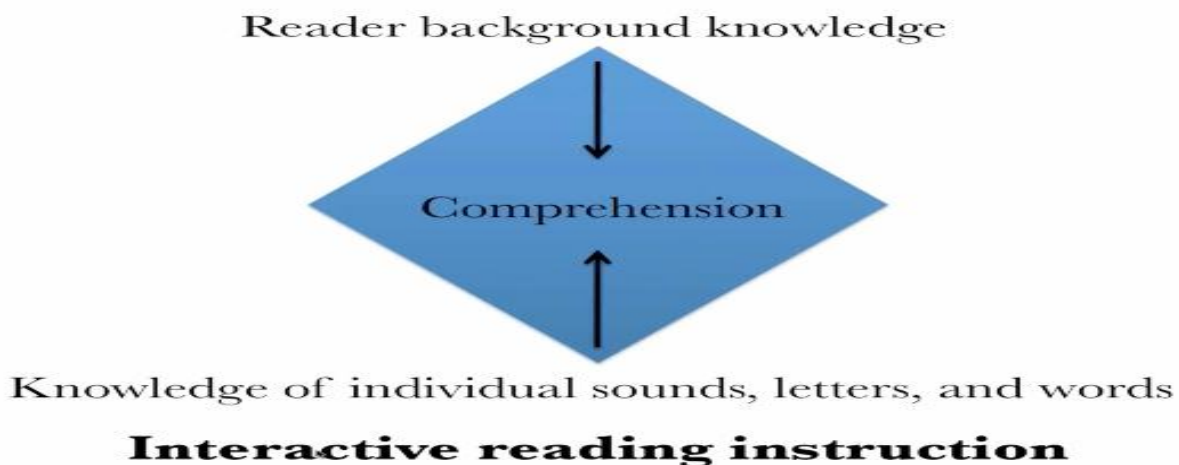 Reader background knowledge
Comprehension
Knowledge of individual sounds, letters, and words
Interactive reading instruction